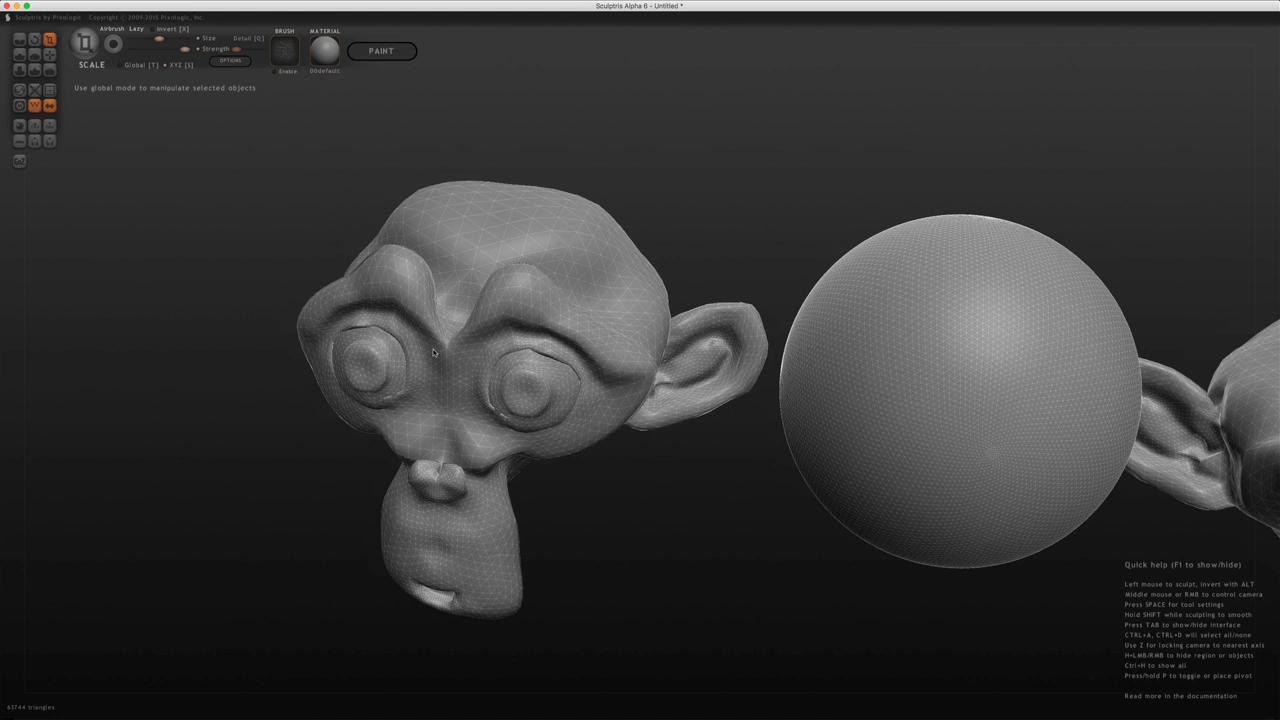 Sculptris Alpha 6 - Untitled *
Sculptris by Pixologic Copyright © 2009-2015 Pixologic, Inc.
Airbrush Lazy Invert [X]
Size Detail [Q]
Strength
SCALE Global [T] XYZ [S] OPTIONS
BRUSH
Enable
MATERIAL
00default
PAINT
Use global mode to manipulate selected objects
GoZ
Quick help (F1 to show/hide)
Left mouse to sculpt, invert with ALT
Middle mouse or RMB to control camera
Press SPACE for tool settings
Hold SHIFT while sculpting to smooth
Press TAB to show/hide interface
CTRL+A, CTRL+D will select all/none
Use Z for locking camera to nearest axis
H+LMB/RMB to hide region or objects
Ctrl+H to show all
Press/hold P to toggle or place pivot
Read more in the documentation
63744 triangles